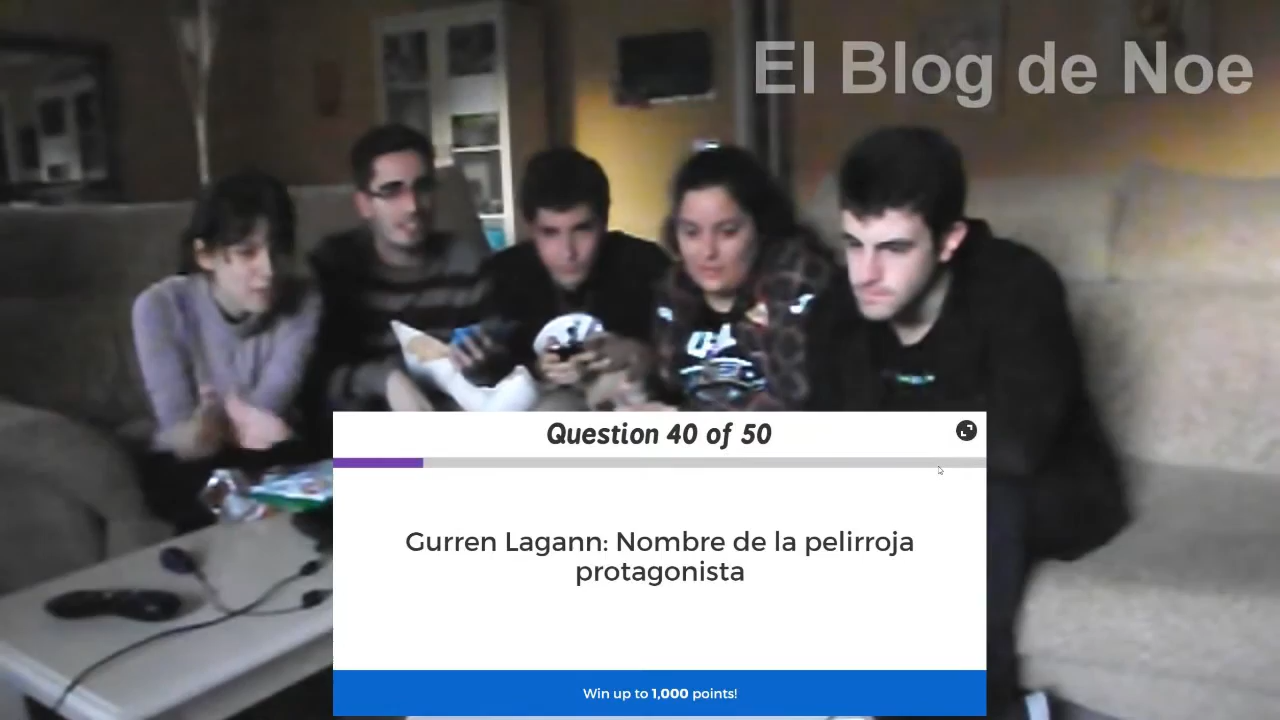 El Blog de Noe
Question 40 of 50
Gurren Lagann: Nombre de la pelirroja
protagonista
Win up to 1,000 points!